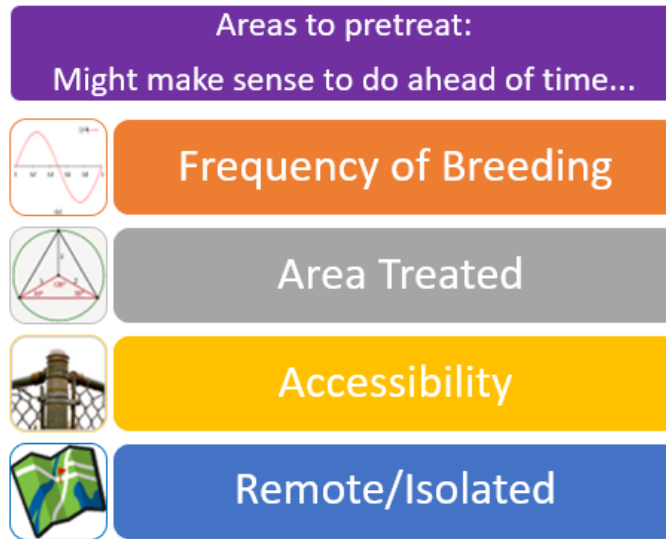 Areas to pretreat:
Might make sense to do ahead of time...
Frequency of Breeding
Area Treated
Accessibility
Remote/Isolated